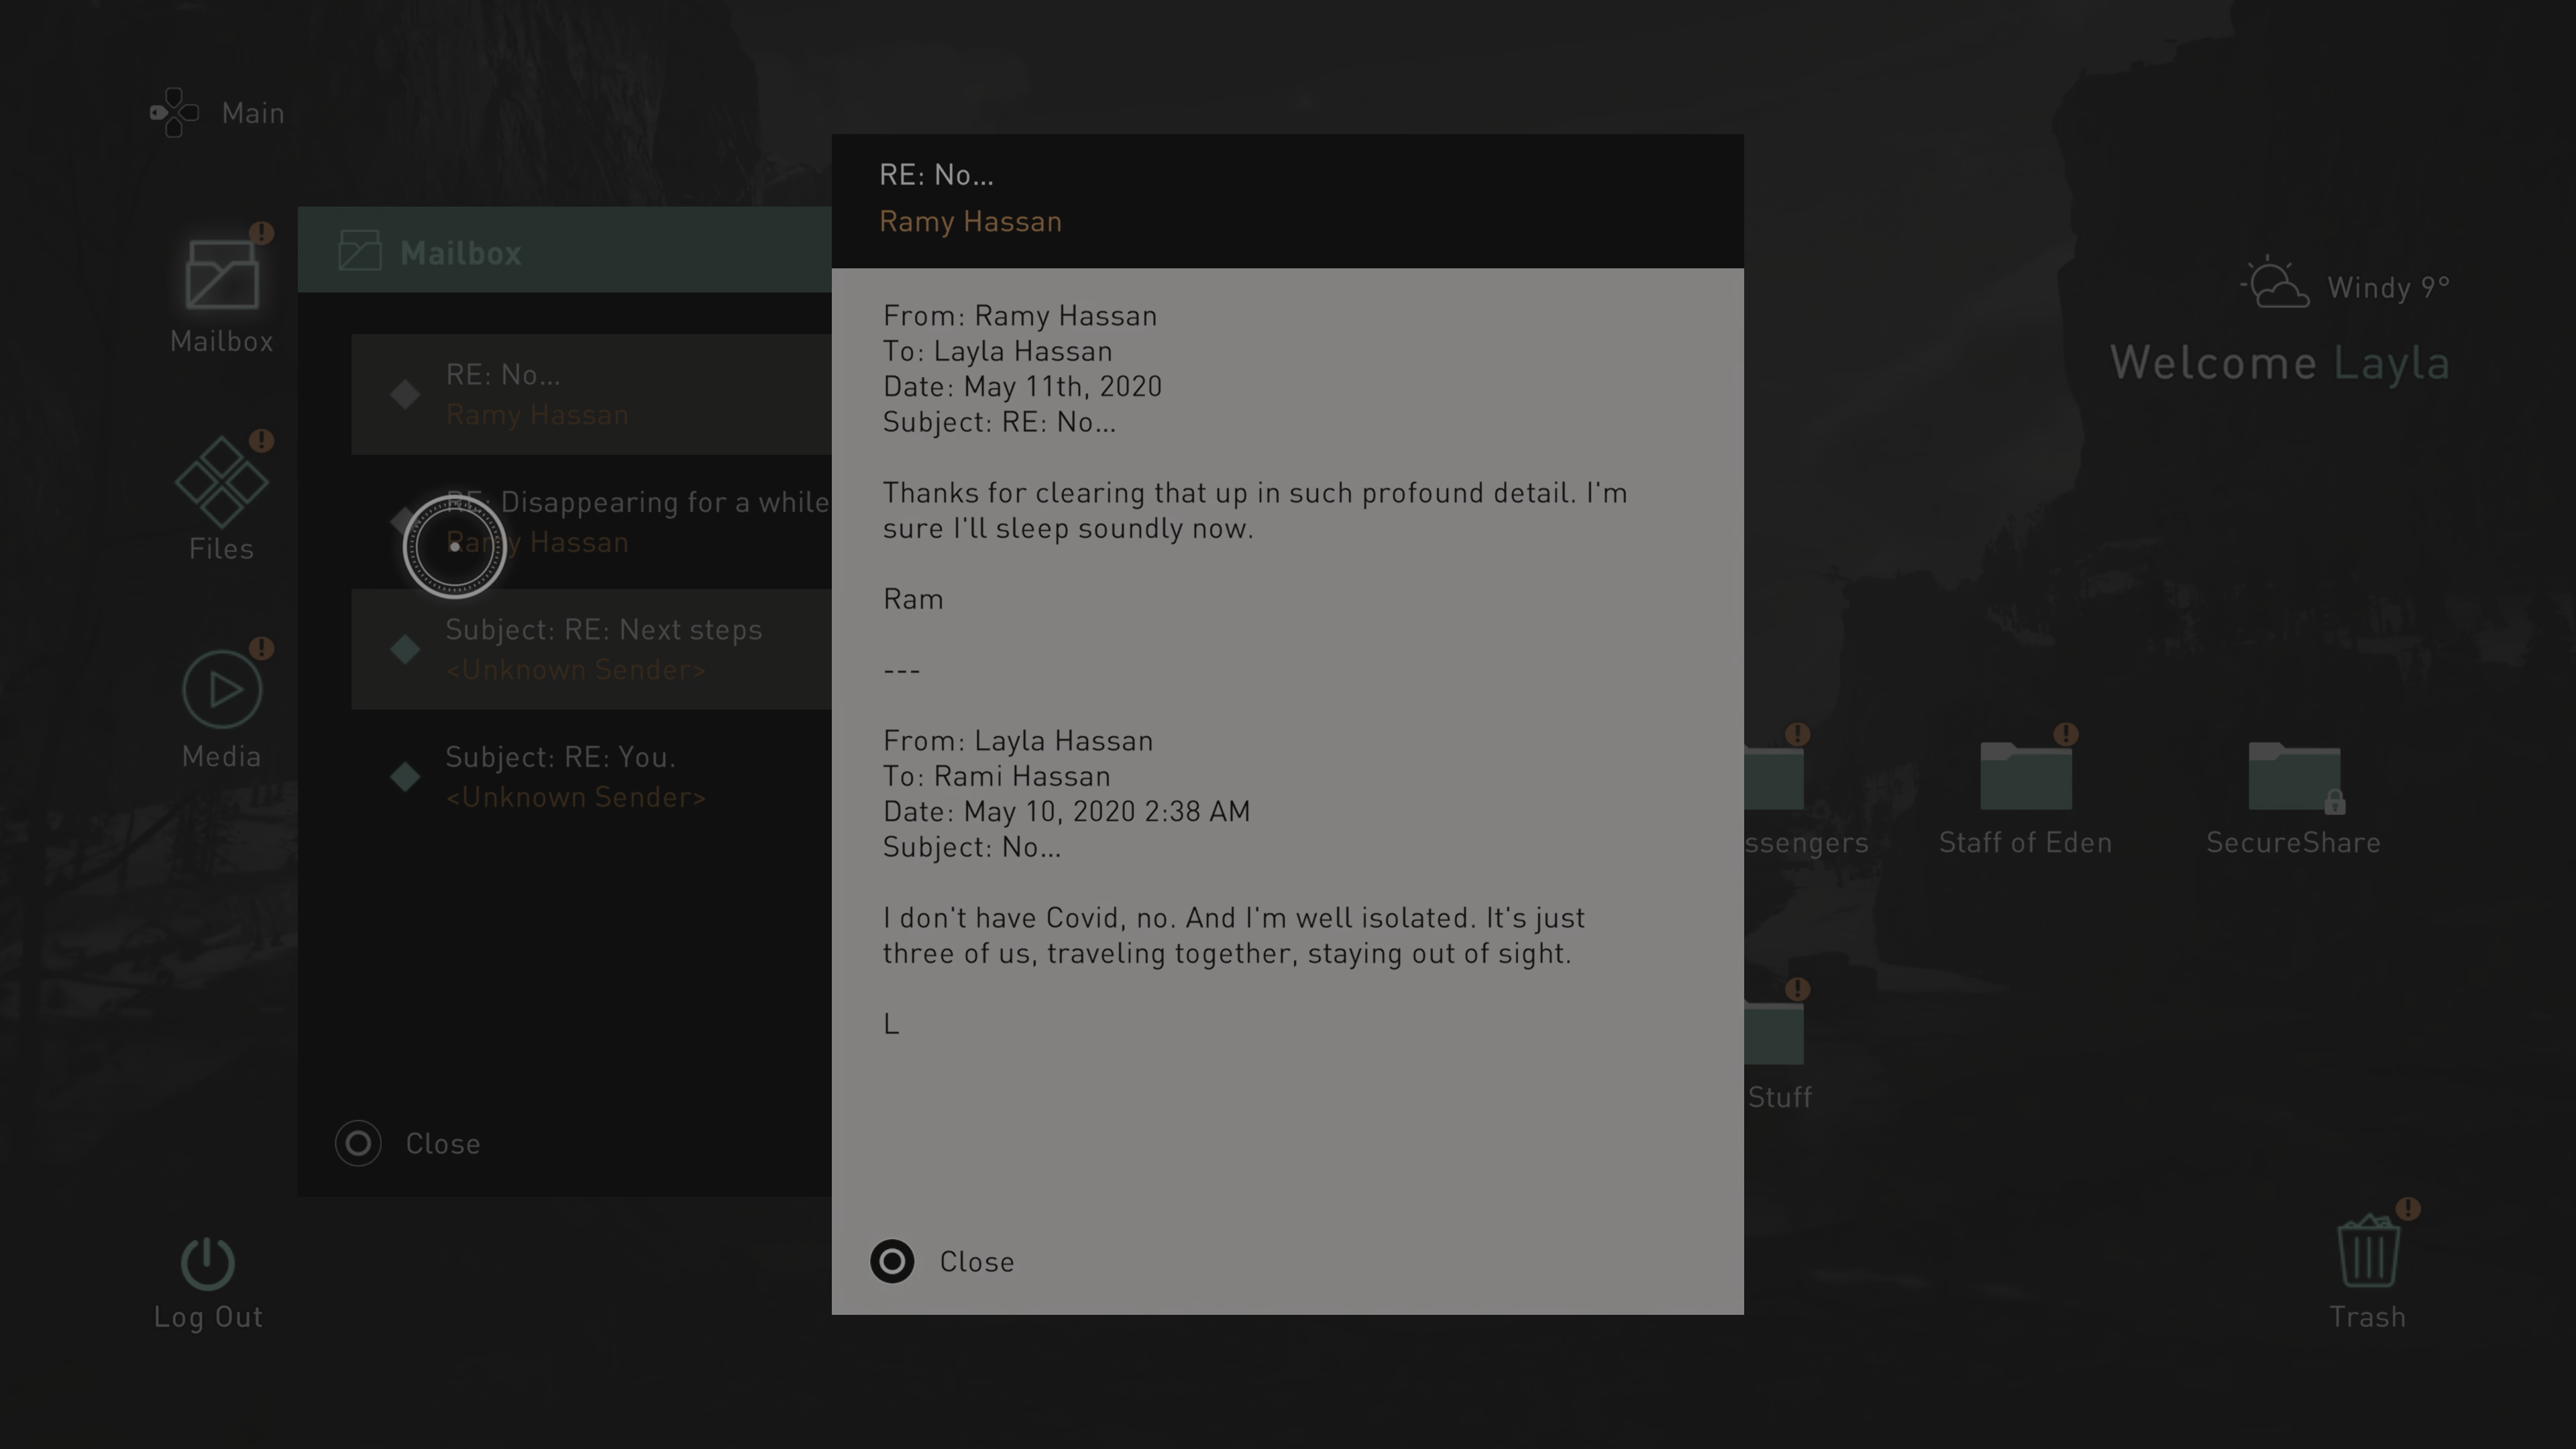 Main
Mailbox
Files
Media
Log Out
Mailbox
RE: No...
Ramy Hassan
RE: Disappearing for a while
Ramy Hassan
Subject: RE: Next steps
<Unknown Sender>
Subject: RE: You.
<Unknown Sender>
Close
RE: No...
Ramy Hassan
From: Ramy Hassan
To: Layla Hassan
Date: May 11th, 2020
Subject: RE: No...
Thanks for clearing that up in such profound detail. I'm
sure I'll sleep soundly now.
Ram
---
From: Layla Hassan
To: Rami Hassan
Date: May 10, 2020 2:38 AM
Subject: No...
I don't have Covid, no. And I'm well isolated. It's just
three of us, traveling together, staying out of sight.
L
Close
Windy 9°
Welcome Layla
ssengers
Staff of Eden
SecureShare
Stuff
Trash